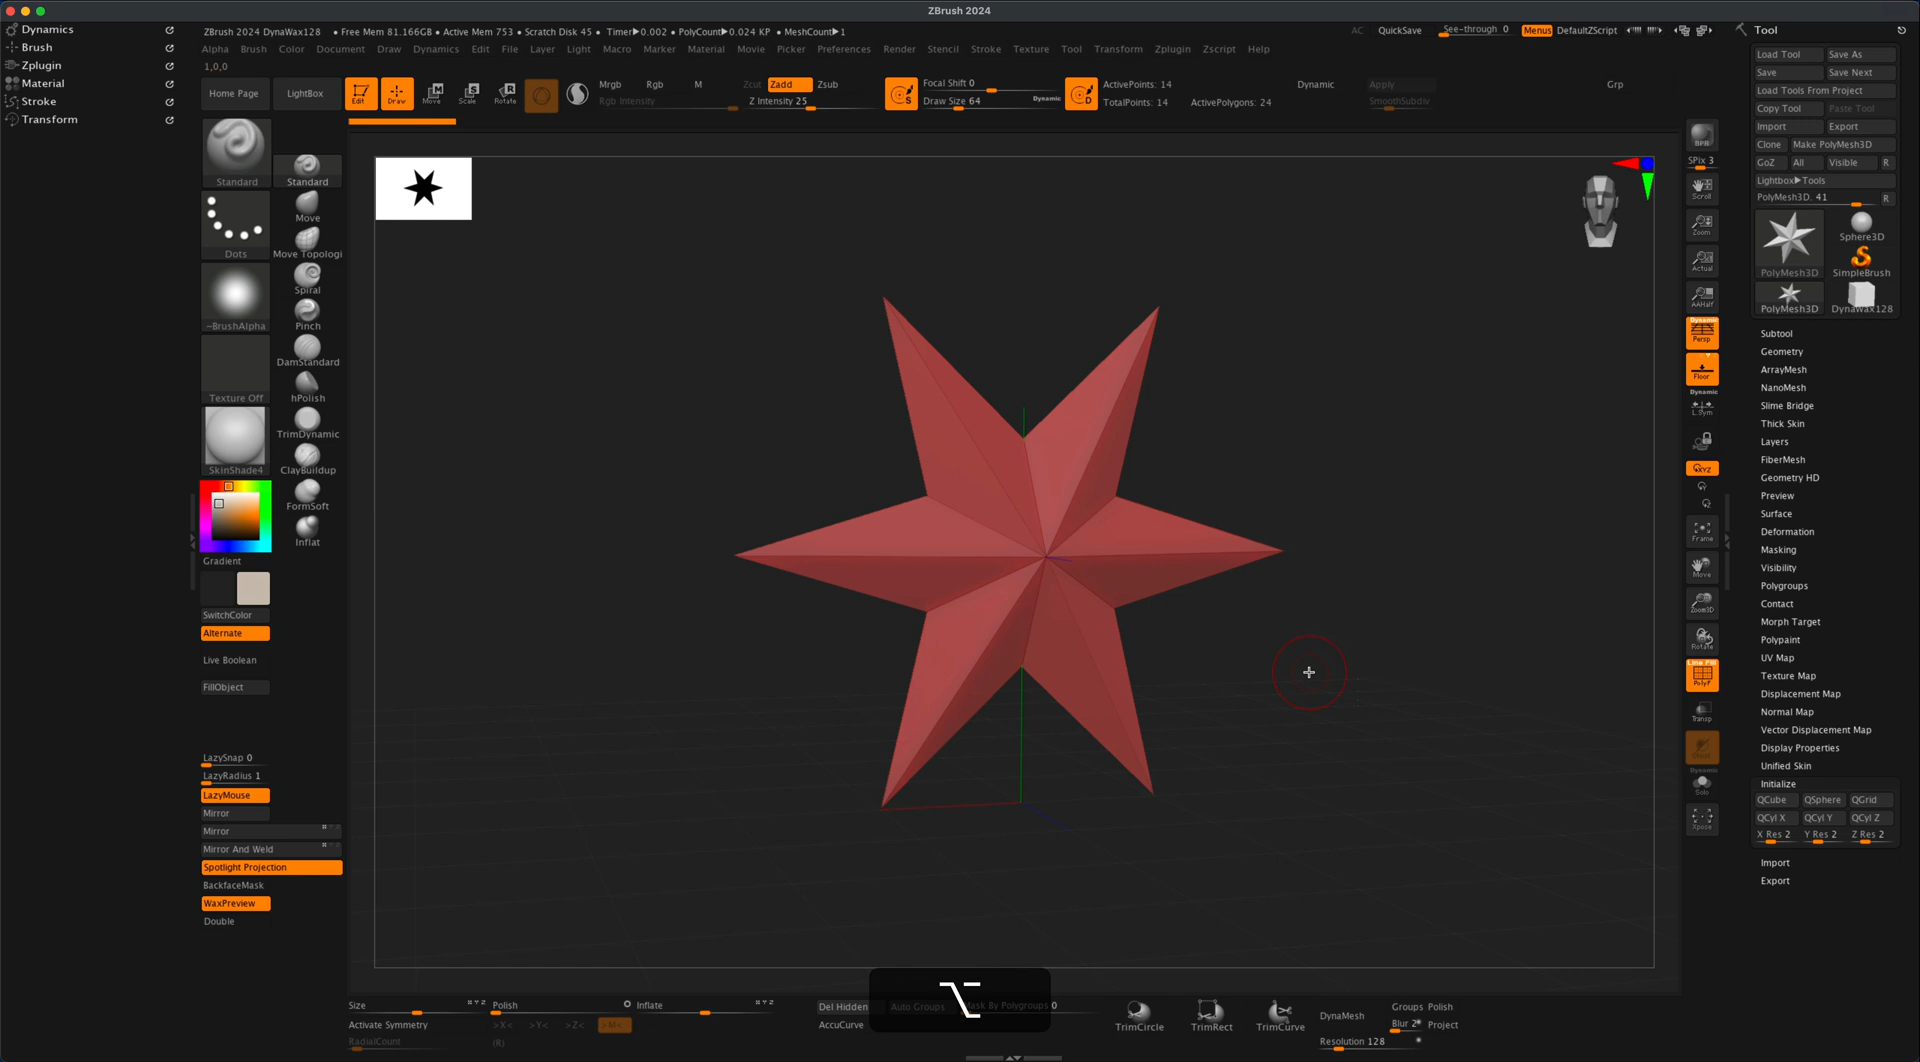 ZBrush 2024
Dynamics
Brush
Zplugin
Material
Stroke
Transform
ZBrush 2024 DynaWax128 • Free Mem 81.166GB • Active Mem 753 • Scratch Disk 45 • Timer▶0.002 • PolyCount▶0.024 KP • MeshCount▶1
AC QuickSave See-through 0 Menus DefaultZScript
Alpha Brush Color Document Draw Dynamics Edit File Layer Light Macro Marker Material Movie Picker Preferences Render Stencil Stroke Texture Tool Transform Zplugin Zscript Help
1,0,0
Home Page LightBox Edit Draw Move Scale Rotate
Mrgb Rgb M Zcut Zadd Zsub
Rgb Intensity Z Intensity 25
Focal Shift 0
Draw Size 64 Dynamic
ActivePoints: 14
TotalPoints: 14 ActivePolygons: 24
Dynamic Apply
SmoothSubdiv
Grp
Standard Standard
Move
Dots Move Topologi
Spiral
~BrushAlpha Pinch
DamStandard
Texture Off hPolish
TrimDynamic
SkinShade4 ClayBuildup
FormSoft
Inflat
Gradient
SwitchColor
Alternate
Live Boolean
FillObject
LazySnap 0
LazyRadius 1
LazyMouse
Mirror
Mirror
Mirror And Weld
Spotlight Projection
BackfaceMask
WaxPreview
Double
BPR
SPix 3
Scroll
Zoom
Actual
AAHalf
Dynamic
Persp
Floor
Dynamic
L.Sym
XYZ
Frame
Move
Zoom3D
Rotate
Line Fill
PolyF
Transp
Dynamic
Solo
Xpose
Tool
Load Tool Save As
Save Save Next
Load Tools From Project
Copy Tool Paste Tool
Import Export
Clone Make PolyMesh3D
GoZ All Visible R
Lightbox▶Tools
PolyMesh3D. 41 R
PolyMesh3D Sphere3D
SimpleBrush
PolyMesh3D DynaWax128
Subtool
Geometry
ArrayMesh
NanoMesh
Slime Bridge
Thick Skin
Layers
FiberMesh
Geometry HD
Preview
Surface
Deformation
Masking
Visibility
Polygroups
Contact
Morph Target
Polypaint
UV Map
Texture Map
Displacement Map
Normal Map
Vector Displacement Map
Display Properties
Unified Skin
Initialize
QCube QSphere QGrid
QCyl X QCyl Y QCyl Z
X Res 2 Y Res 2 Z Res 2
Import
Export
Size Polish Inflate
Activate Symmetry >X< >Y< >Z< >M<
RadialCount (R)
Del Hidden Auto Groups Mask By Polygroups 0
AccuCurve
TrimCircle TrimRect TrimCurve
DynaMesh
Groups Polish
Blur 2 Project
Resolution 128